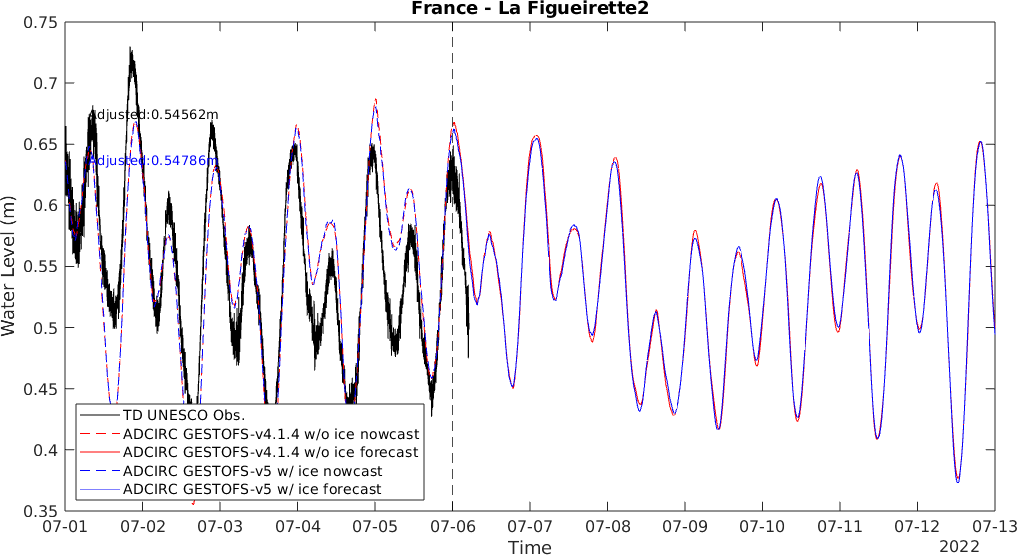 France - La Figueirette2
0.75
0.7
0.65
0.6
0.55
0.5
0.45
0.4
0.35
Water Level (m)
Adjusted:0.54562m
Adjusted:0.54786m
TD UNESCO Obs.
ADCIRC GESTOFS-v4.1.4 w/o ice nowcast
ADCIRC GESTOFS-v4.1.4 w/o ice forecast
ADCIRC GESTOFS-v5 w/ ice nowcast
ADCIRC GESTOFS-v5 w/ ice forecast
07-01 07-02 07-03 07-04 07-05 07-06 07-07 07-08 07-09 07-10 07-11 07-12 07-13
Time
2022